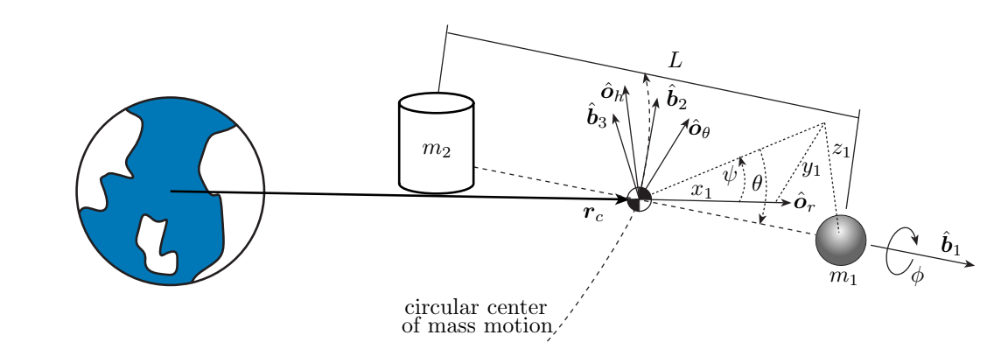 L
ô_h
b̂_2
b̂_3
ô_θ
m_2
z_1
y_1
ψ
θ
x_1
ô_r
r_c
b̂_1
m_1
ϕ
circular center
of mass motion